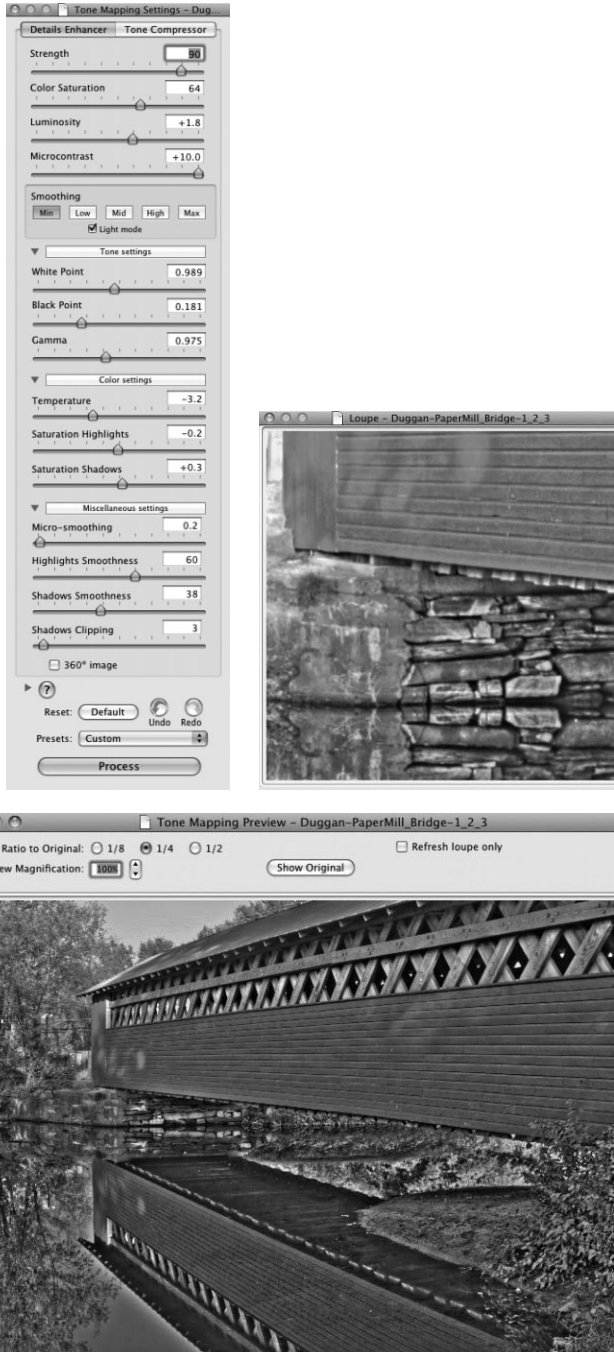 Tone Mapping Settings – Dug...
Details Enhancer Tone Compressor
Strength 90
Color Saturation 64
Luminosity +1.8
Microcontrast +10.0
Smoothing
Min Low Mid High Max
Light mode
Tone settings
White Point 0.989
Black Point 0.181
Gamma 0.975
Color settings
Temperature –3.2
Saturation Highlights –0.2
Saturation Shadows +0.3
Miscellaneous settings
Micro-smoothing 0.2
Highlights Smoothness 60
Shadows Smoothness 38
Shadows Clipping 3
360° image
?
Reset: Default Undo Redo
Presets: Custom
Process
Loupe – Duggan-PaperMill_Bridge-1_2_3
Tone Mapping Preview – Duggan-PaperMill_Bridge-1_2_3
Ratio to Original: 1/8 1/4 1/2 Refresh loupe only
ew Magnification: 100% Show Original